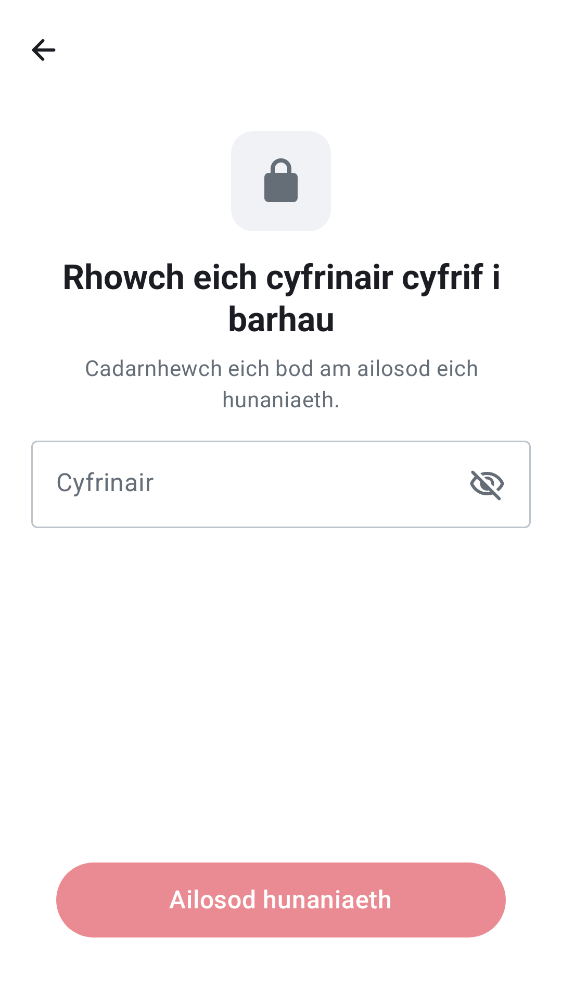 Rhowch eich cyfrinair cyfrif i
barhau
Cadarnhewch eich bod am ailosod eich
hunaniaeth.
Cyfrinair
Ailosod hunaniaeth